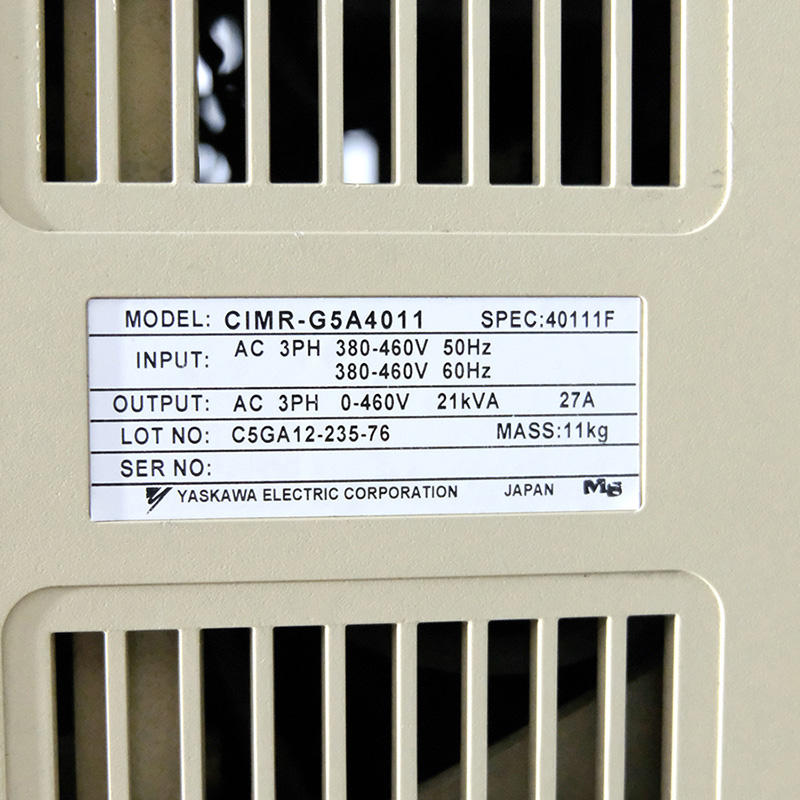 MODEL: CIMR-G5A4011 SPEC:40111F
INPUT: AC 3PH 380-460V 50Hz
380-460V 60Hz
OUTPUT: AC 3PH 0-460V 21kVA 27A
LOT NO: C5GA12-235-76 MASS:11kg
SER NO:
YASKAWA ELECTRIC CORPORATION JAPAN MS